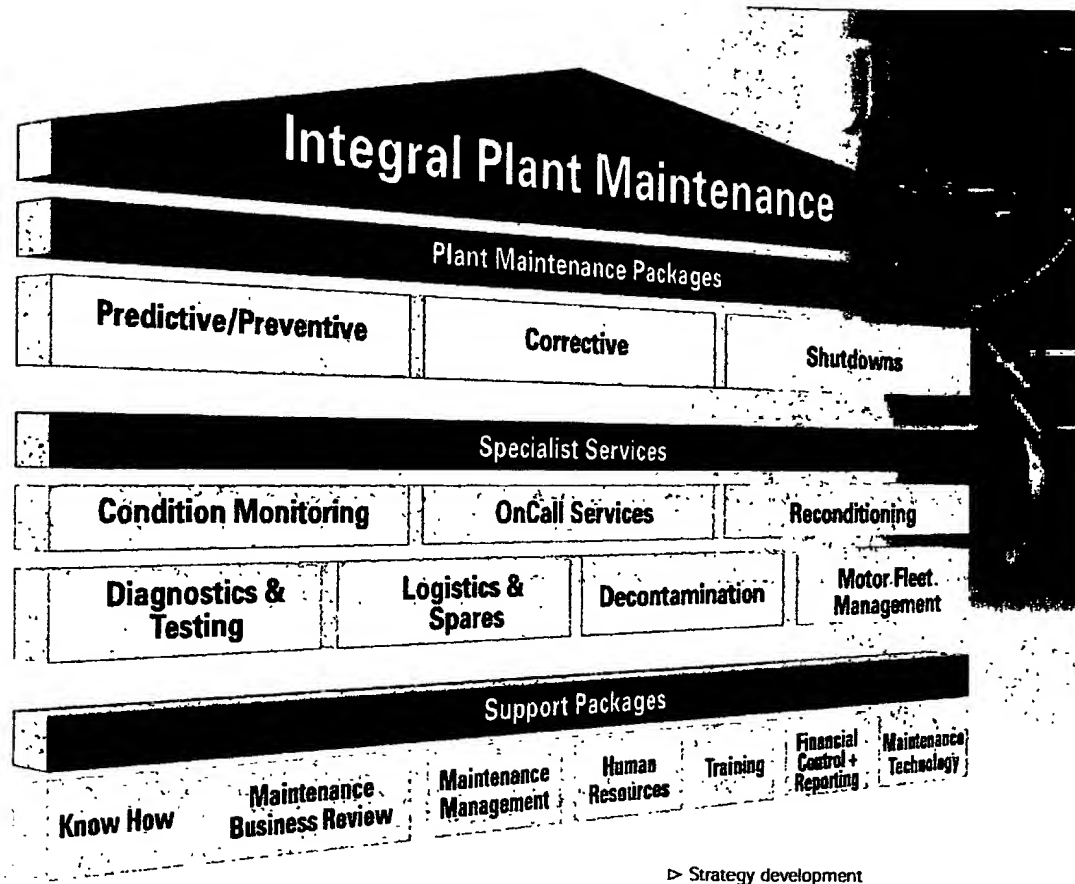 Integral Plant Maintenance
Plant Maintenance Packages
Predictive/Preventive
Corrective
Shutdowns
Specialist Services
Condition Monitoring
OnCall Services
Reconditioning
Diagnostics &
Testing
Logistics &
Spares
Decontamination
Motor Fleet
Management
Support Packages
Know How
Maintenance
Business Review
Maintenance
Management
Human
Resources
Training
Financial
Control +
Reporting
Maintenance
Technology
▷ Strategy development